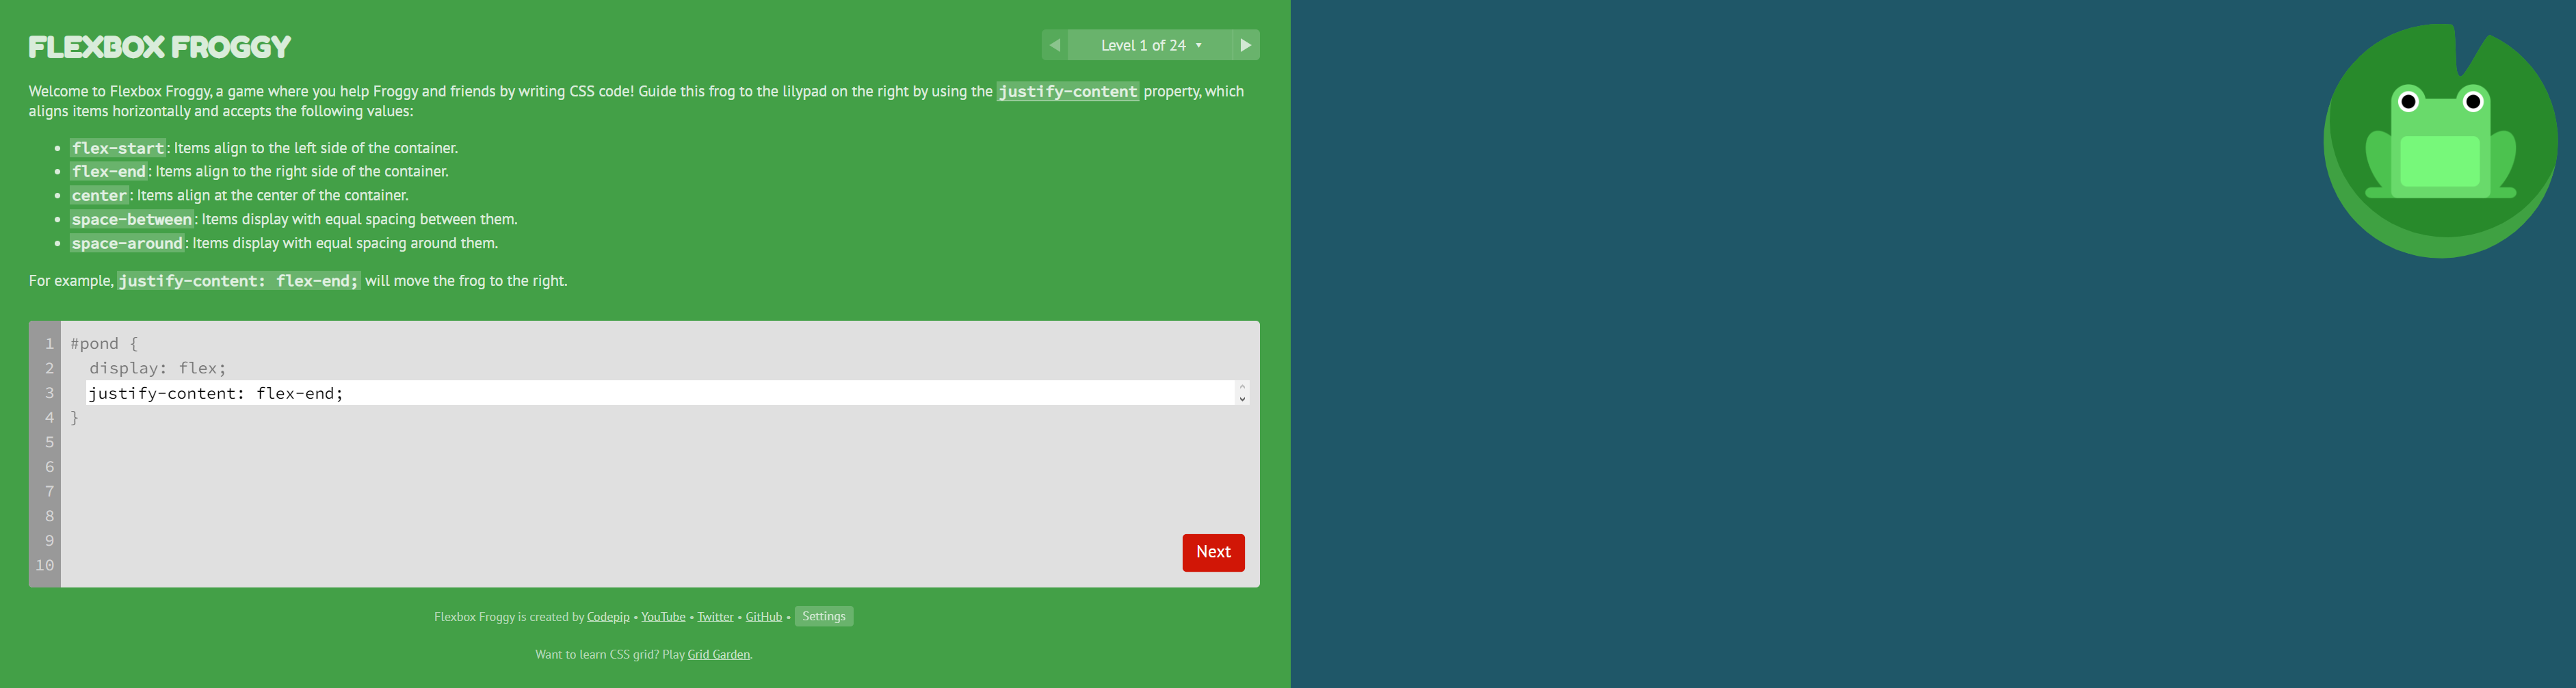 FLEXBOX FROGGY
◀ Level 1 of 24 ▼ ▶
Welcome to Flexbox Froggy, a game where you help Froggy and friends by writing CSS code! Guide this frog to the lilypad on the right by using the justify-content property, which
aligns items horizontally and accepts the following values:
• flex-start: Items align to the left side of the container.
• flex-end: Items align to the right side of the container.
• center: Items align at the center of the container.
• space-between: Items display with equal spacing between them.
• space-around: Items display with equal spacing around them.
For example, justify-content: flex-end; will move the frog to the right.
1 #pond {
2   display: flex;
3   justify-content: flex-end;
4 }
5
6
7
8
9
10
Next
Flexbox Froggy is created by Codepip • YouTube • Twitter • GitHub • Settings
Want to learn CSS grid? Play Grid Garden.